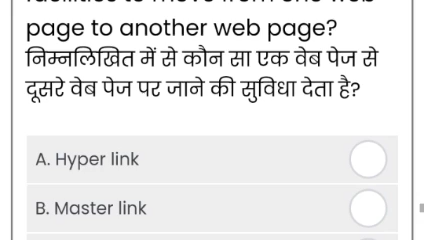 page to another web page?
निम्नलिखित में से कौन सा एक वेब पेज से
दूसरे वेब पेज पर जाने की सुविधा देता है?
A. Hyper link
B. Master link